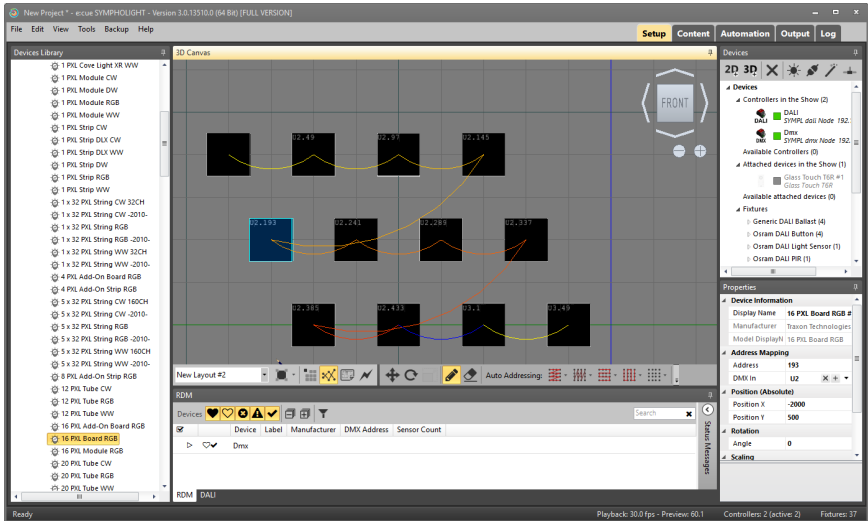 New Project * - e:cue SYMPHOLIGHT - Version 3.0.13510.0 (64 Bit) [FULL VERSION]
File Edit View Tools Backup Help
Setup Content Automation Output Log
Devices Library
1 PXL Cove Light XR WW
1 PXL Module CW
1 PXL Module DW
1 PXL Module RGB
1 PXL Module WW
1 PXL Strip CW
1 PXL Strip DLX CW
1 PXL Strip DLX WW
1 PXL Strip DW
1 PXL Strip RGB
1 PXL Strip WW
1 x 32 PXL String CW 32CH
1 x 32 PXL String CW -2010-
1 x 32 PXL String RGB
1 x 32 PXL String RGB -2010-
1 x 32 PXL String WW 32CH
1 x 32 PXL String WW -2010-
4 PXL Add-On Board RGB
4 PXL Add-On Strip RGB
5 x 32 PXL String CW 160CH
5 x 32 PXL String CW -2010-
5 x 32 PXL String RGB
5 x 32 PXL String RGB -2010-
5 x 32 PXL String WW 160CH
5 x 32 PXL String WW -2010-
8 PXL Add-On Strip RGB
12 PXL Tube CW
12 PXL Tube RGB
12 PXL Tube WW
16 PXL Add-On Board RGB
16 PXL Board RGB
16 PXL Module RGB
20 PXL Tube CW
20 PXL Tube RGB
20 PXL Tube WW
3D Canvas
FRONT
U2.49 U2.97 U2.145
U2.193 U2.241 U2.289 U2.337
U2.385 U2.433 U3.1 U3.49
New Layout #2
Auto Addressing:
RDM
Devices
Search
Device Label Manufacturer DMX Address Sensor Count
Dmx
Status Messages
RDM DALI
Devices
2D 3D
Devices
Controllers in the Show (2)
DALI
DALI SYMPL dali Node 192.
Dmx
DMX SYMPL dmx Node 192.
Available Controllers (0)
Attached devices in the Show (1)
Glass Touch T6R #1
Glass Touch T6R
Available attached devices (0)
Fixtures
Generic DALI Ballast (4)
Osram DALI Button (4)
Osram DALI Light Sensor (1)
Osram DALI PIR (1)
Properties
Device Information
Display Name 16 PXL Board RGB #
Manufacturer Traxon Technologies
Model DisplayN 16 PXL Board RGB
Address Mapping
Address 193
DMX In U2
Position (Absolute)
Position X -2000
Position Y 500
Rotation
Angle 0
Scaling
Ready
Playback: 30.0 fps - Preview: 60.1 Controllers: 2 (active: 2) Fixtures: 37